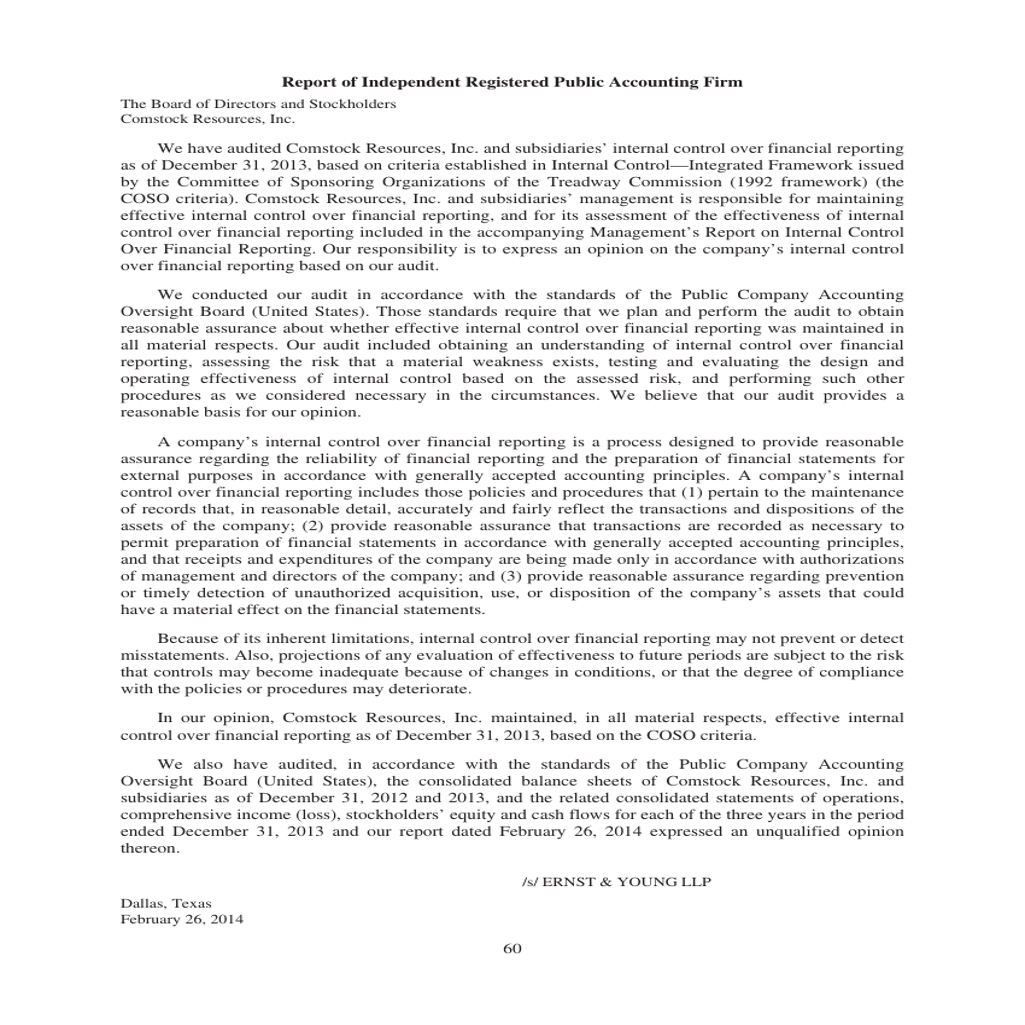 Report of Independent Registered Public Accounting Firm
The Board of Directors and Stockholders
Comstock Resources, Inc.
We have audited Comstock Resources, Inc. and subsidiaries’ internal control over financial reporting
as of December 31, 2013, based on criteria established in Internal Control—Integrated Framework issued
by the Committee of Sponsoring Organizations of the Treadway Commission (1992 framework) (the
COSO criteria). Comstock Resources, Inc. and subsidiaries’ management is responsible for maintaining
effective internal control over financial reporting, and for its assessment of the effectiveness of internal
control over financial reporting included in the accompanying Management’s Report on Internal Control
Over Financial Reporting. Our responsibility is to express an opinion on the company’s internal control
over financial reporting based on our audit.
We conducted our audit in accordance with the standards of the Public Company Accounting
Oversight Board (United States). Those standards require that we plan and perform the audit to obtain
reasonable assurance about whether effective internal control over financial reporting was maintained in
all material respects. Our audit included obtaining an understanding of internal control over financial
reporting, assessing the risk that a material weakness exists, testing and evaluating the design and
operating effectiveness of internal control based on the assessed risk, and performing such other
procedures as we considered necessary in the circumstances. We believe that our audit provides a
reasonable basis for our opinion.
A company’s internal control over financial reporting is a process designed to provide reasonable
assurance regarding the reliability of financial reporting and the preparation of financial statements for
external purposes in accordance with generally accepted accounting principles. A company’s internal
control over financial reporting includes those policies and procedures that (1) pertain to the maintenance
of records that, in reasonable detail, accurately and fairly reflect the transactions and dispositions of the
assets of the company; (2) provide reasonable assurance that transactions are recorded as necessary to
permit preparation of financial statements in accordance with generally accepted accounting principles,
and that receipts and expenditures of the company are being made only in accordance with authorizations
of management and directors of the company; and (3) provide reasonable assurance regarding prevention
or timely detection of unauthorized acquisition, use, or disposition of the company’s assets that could
have a material effect on the financial statements.
Because of its inherent limitations, internal control over financial reporting may not prevent or detect
misstatements. Also, projections of any evaluation of effectiveness to future periods are subject to the risk
that controls may become inadequate because of changes in conditions, or that the degree of compliance
with the policies or procedures may deteriorate.
In our opinion, Comstock Resources, Inc. maintained, in all material respects, effective internal
control over financial reporting as of December 31, 2013, based on the COSO criteria.
We also have audited, in accordance with the standards of the Public Company Accounting
Oversight Board (United States), the consolidated balance sheets of Comstock Resources, Inc. and
subsidiaries as of December 31, 2012 and 2013, and the related consolidated statements of operations,
comprehensive income (loss), stockholders’ equity and cash flows for each of the three years in the period
ended December 31, 2013 and our report dated February 26, 2014 expressed an unqualified opinion
thereon.
/s/ ERNST & YOUNG LLP
Dallas, Texas
February 26, 2014
60